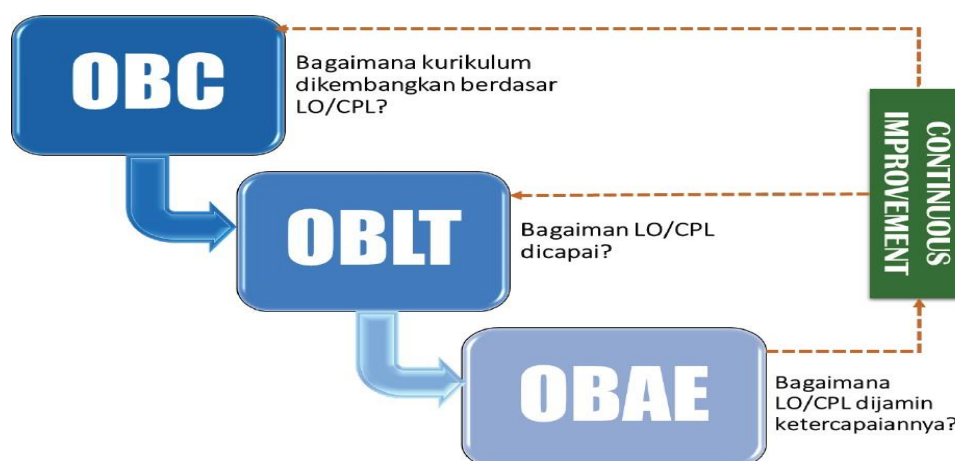 OBC
Bagaimana kurikulum
dikembangkan berdasar
LO/CPL?
OBLT
Bagaiman LO/CPL
dicapai?
OBAE
Bagaimana
LO/CPL dijamin
ketercapaiannya?
CONTINUOUS
IMPROVEMENT